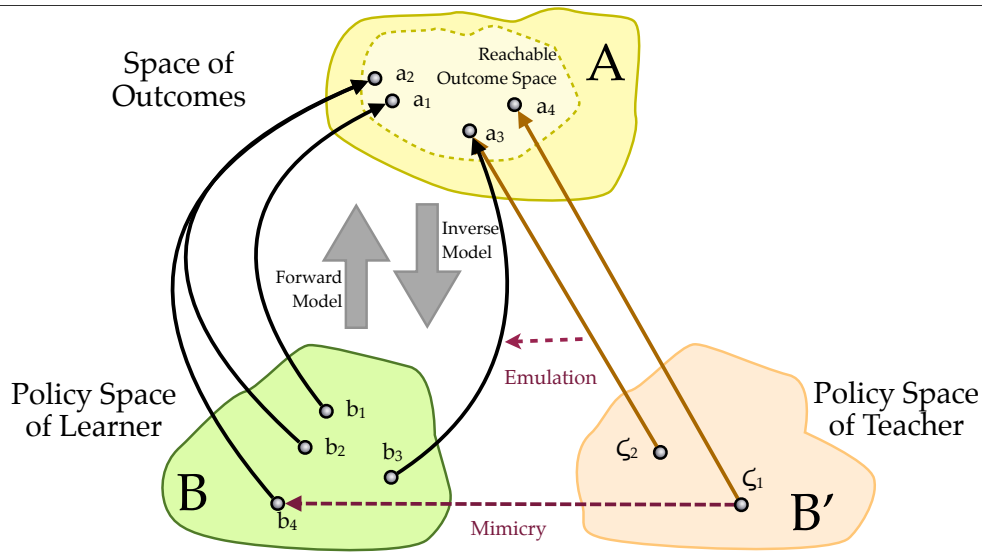 Space of
Outcomes
Reachable
Outcome Space
A
a₂
a₁
a₄
a₃
Inverse
Model
Forward
Model
Emulation
Policy Space
of Learner
Policy Space
of Teacher
b₁
b₂
b₃
ς₂
ς₁
B
b₄
B′
Mimicry